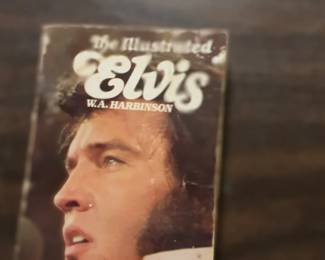 The Illustrated
Elvis
W.A. HARBINSON